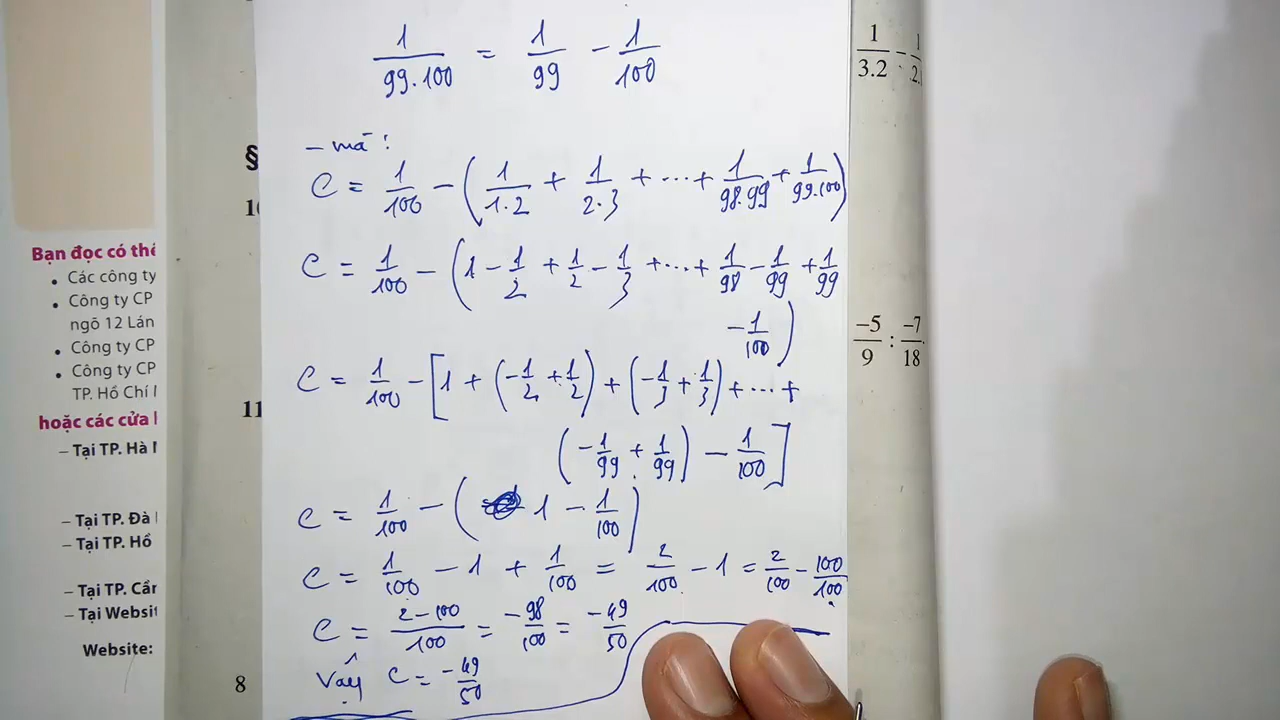 1/(99.100) = 1/99 - 1/100
- mà :
C = 1/100 - (1/(1.2) + 1/(2.3) + ... + 1/(98.99) + 1/(99.100))
C = 1/100 - (1 - 1/2 + 1/2 - 1/3 + ... + 1/98 - 1/99 + 1/99
- 1/100)
C = 1/100 - [1 + (-1/2 + 1/2) + (-1/3 + 1/3) + ... +
(-1/99 + 1/99) - 1/100]
C = 1/100 - (1 - 1/100)
C = 1/100 - 1 + 1/100 = 2/100 - 1 = 2/100 - 100/100
C = (2 - 100)/100 = -98/100 = -49/50
Vậy C = -49/50
§
11
8
Bạn đọc có thể
• Các công ty
• Công ty CP
ngõ 12 Lán
• Công ty CP
• Công ty CP
TP. Hồ Chí
hoặc các cửa
– Tại TP. Hà
– Tại TP. Đà
– Tại TP. Hồ
– Tại TP. Cần
– Tại Websit
Website:
1/3.2 -
-5/9 : -7/18